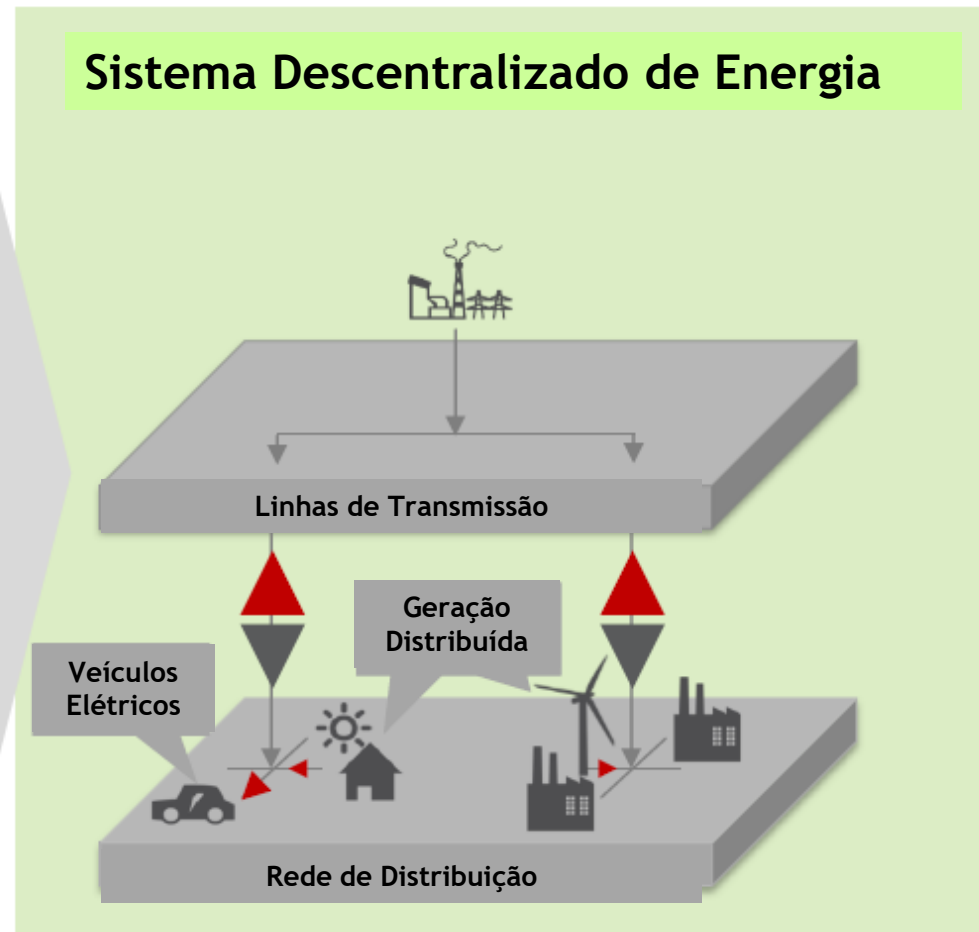 Sistema Descentralizado de Energia
Linhas de Transmissão
Geração
Distribuída
Veículos
Elétricos
Rede de Distribuição